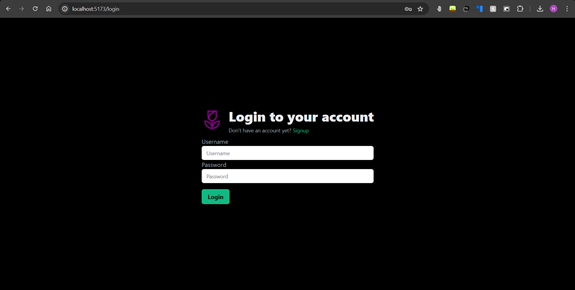 localhost:5173/login
Login to your account
Don't have an account yet? Signup
Username
Username
Password
Password
Login